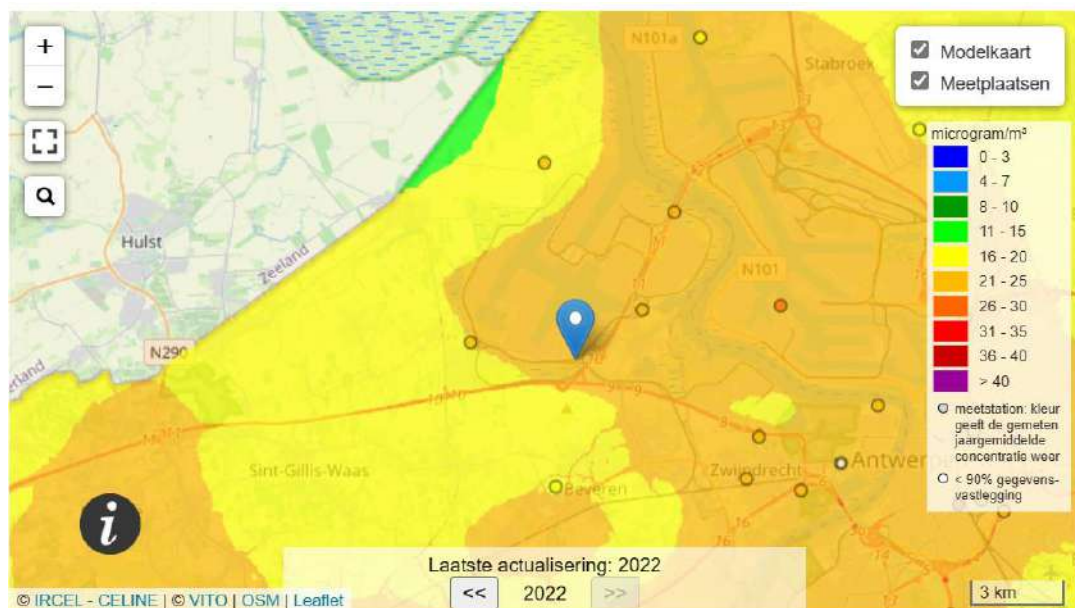 +
−
N101a
Stabroek
Modelkaart
Meetplaatsen
microgram/m³
0 - 3
4 - 7
8 - 10
11 - 15
16 - 20
21 - 25
26 - 30
31 - 35
36 - 40
> 40
meetstation: kleur
geeft de gemeten
jaargemiddelde
concentratie weer
< 90% gegevens-
vastlegging
Hulst
Zeeland
N101
N290
Sint-Gillis-Waas
Beveren
Zwijndrecht
Antwerpe
i
Laatste actualisering: 2022
<< 2022 >>
3 km
© IRCEL - CELINE | © VITO | OSM | Leaflet